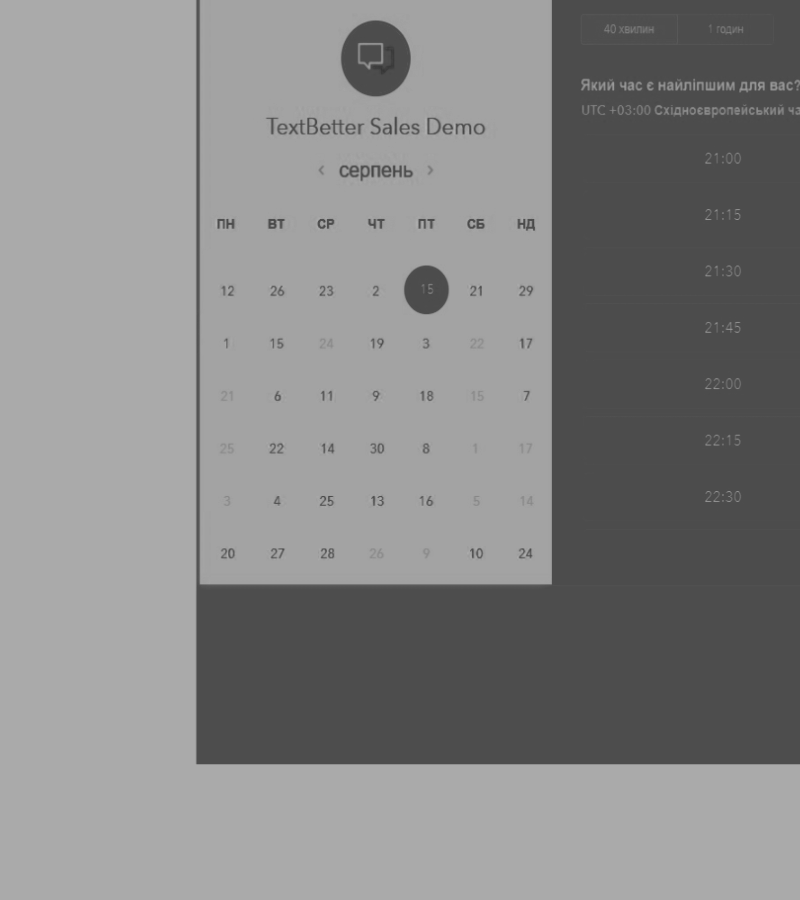 TextBetter Sales Demo
серпень
ПН ВТ СР ЧТ ПТ СБ НД
12 26 23 2 15 21 29
1 15 24 19 3 22 17
21 6 11 9 18 15 7
25 22 14 30 8 1 17
3 4 25 13 16 5 14
20 27 28 26 9 10 24
40 хвилин 1 годин
Який час є найліпшим для вас?
UTC +03:00 Східноєвропейський
21:00
21:15
21:30
21:45
22:00
22:15
22:30